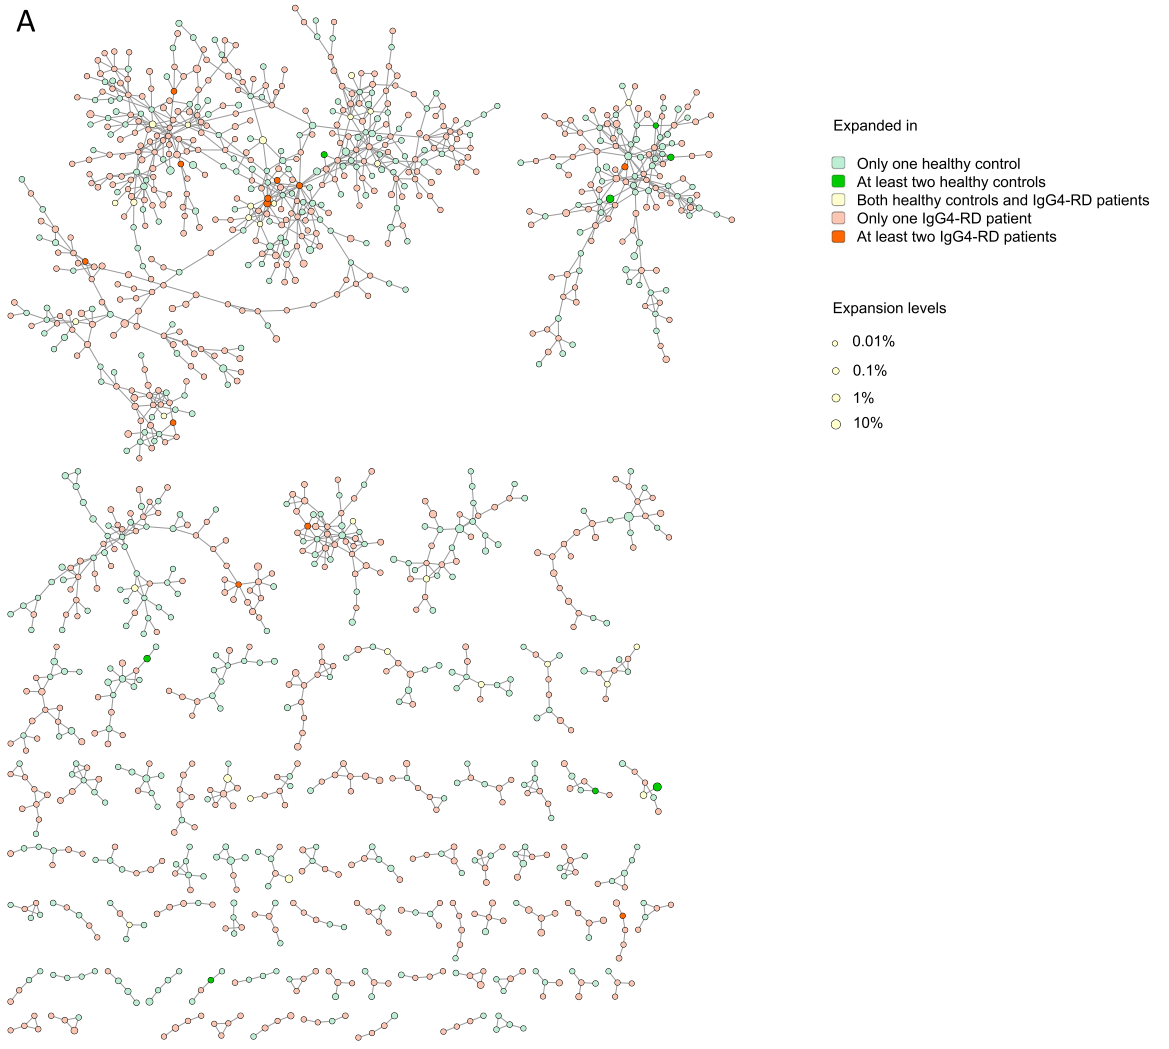 A
Expanded in
Only one healthy control
At least two healthy controls
Both healthy controls and IgG4-RD patients
Only one IgG4-RD patient
At least two IgG4-RD patients
Expansion levels
0.01%
0.1%
1%
10%